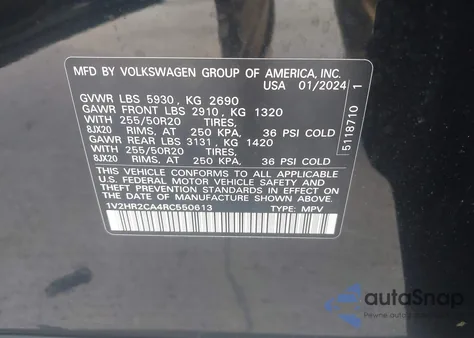 MFD BY VOLKSWAGEN GROUP OF AMERICA, INC.
USA 01/2024
GVWR LBS 5930 , KG 2690
GAWR FRONT LBS 2910 , KG 1320
WITH 255/50R20 TIRES,
8JX20 RIMS, AT 250 KPA, 36 PSI COLD
GAWR REAR LBS 3131 , KG 1420
WITH 255/50R20 TIRES,
8JX20 RIMS, AT 250 KPA, 36 PSI COLD
THIS VEHICLE CONFORMS TO ALL APPLICABLE
U.S. FEDERAL MOTOR VEHICLE SAFETY AND
THEFT PREVENTION STANDARDS IN EFFECT
ON THE DATE OF MANUFACTURE SHOWN ABOVE.
1V2HR2CA4RC550613 TYPE: MPV
5118710 1
autoSnap